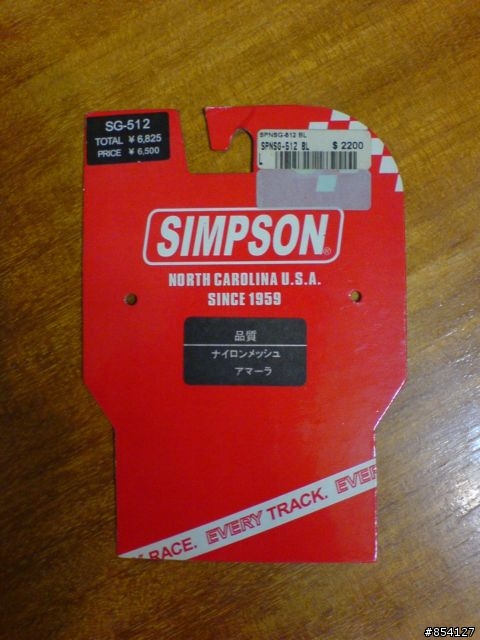 SG-512
TOTAL ¥ 6,825
PRICE ¥ 6,500
SPNSG-512 BL
SPNSG-512 BL $ 2200
L
SIMPSON®
NORTH CAROLINA U.S.A.
SINCE 1959
品質
ナイロンメッシュ
アマーラ
RACE. EVERY TRACK. EVER
#854127